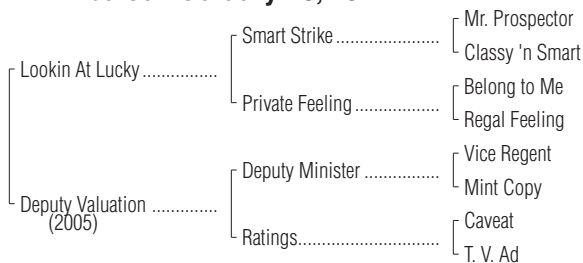 Mr. Prospector
Smart Strike ......................
Classy 'n Smart
Lookin At Lucky ................
Belong to Me
Private Feeling ..................
Regal Feeling
Vice Regent
Deputy Minister ................
Mint Copy
Deputy Valuation ..............
(2005)
Caveat
Ratings..............................
T. V. Ad